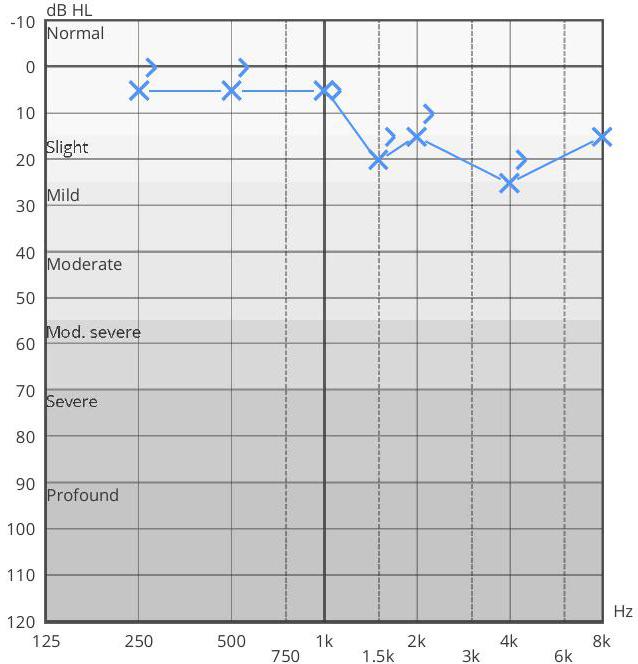 dB HL
-10
Normal
0
10
Slight
20
Mild
30
40
Moderate
50
Mod. severe
60
70
Severe
80
90
Profound
100
110
120
Hz
125 250 500 1k 2k 4k 8k
750 1.5k 3k 6k